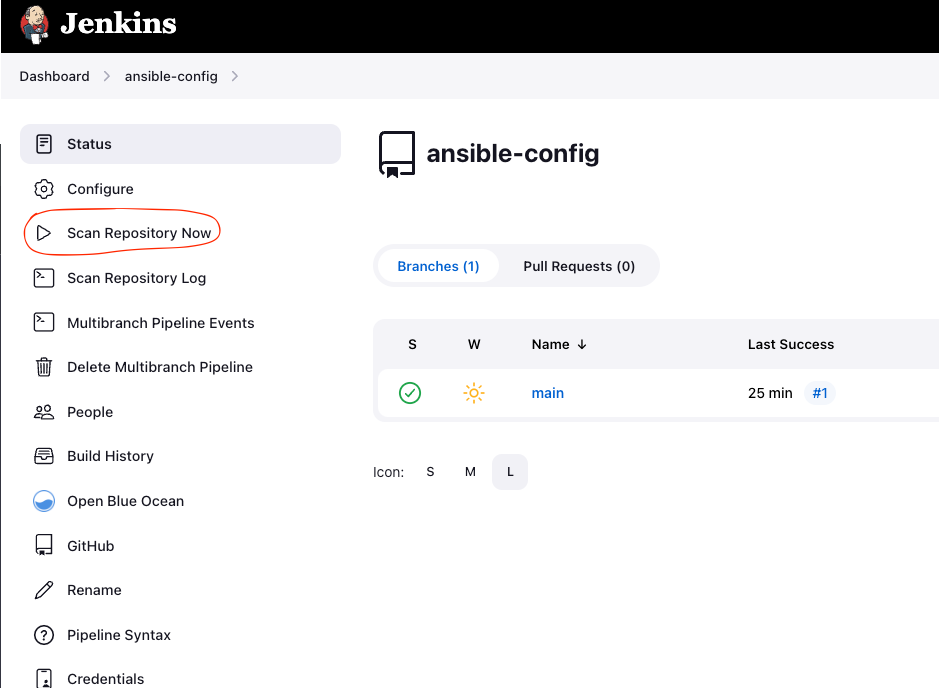 Jenkins
Dashboard > ansible-config >
Status
Configure
Scan Repository Now
Scan Repository Log
Multibranch Pipeline Events
Delete Multibranch Pipeline
People
Build History
Open Blue Ocean
GitHub
Rename
Pipeline Syntax
Credentials
ansible-config
Branches (1) Pull Requests (0)
S W Name ↓ Last Success
main 25 min #1
Icon: S M L